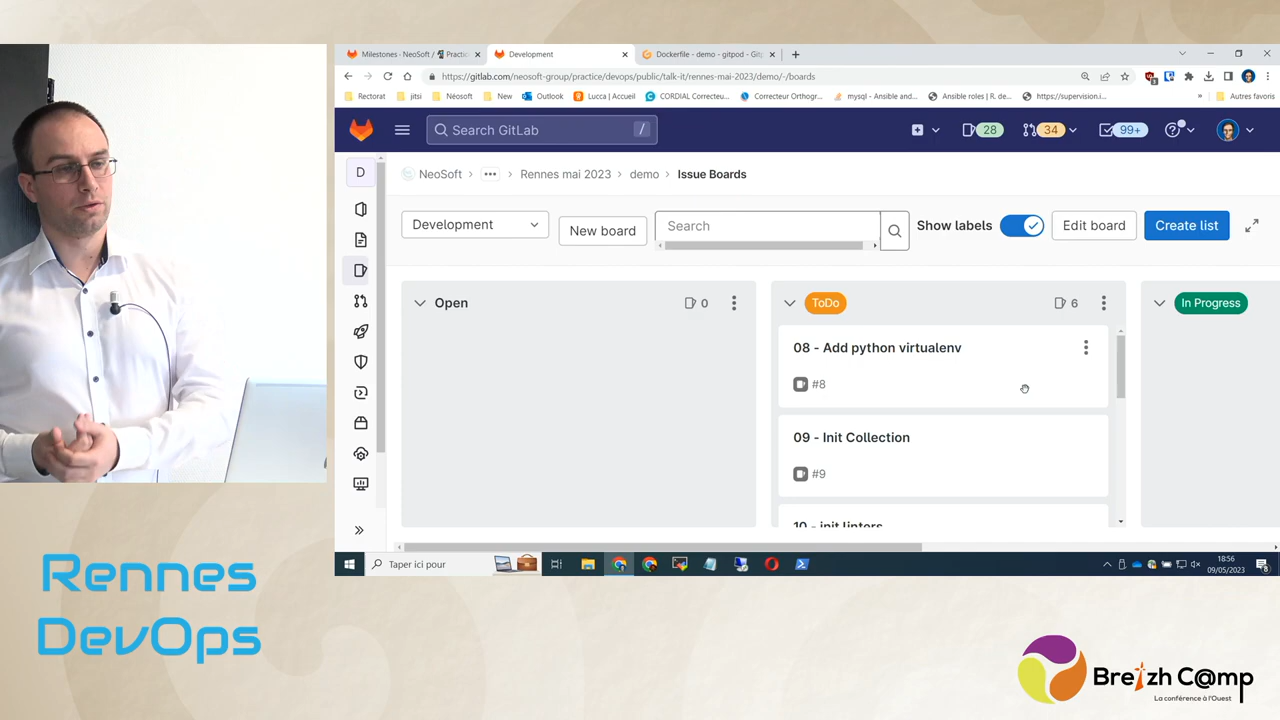 Milestones · NeoSoft /
Practic
Development
Dockerfile - demo - gitpod - Git
https://gitlab.com/neosoft-group/practice/devops/public/talk-it/rennes-mai-2023/demo/-/boards
Rectorat
jitsi
Néosoft
New
Outlook
Lucca | Accueil
CORDIAL Correcteu...
Correcteur Orthogr...
mysql - Ansible and...
Ansible roles | R. de...
https://supervision.i...
»
Autres favoris
Search GitLab
/
28
34
99+
D
NeoSoft › ... › Rennes mai 2023 › demo › Issue Boards
Development
New board
Search
Show labels
Edit board
Create list
Open
0
ToDo
6
In Progress
08 - Add python virtualenv
#8
09 - Init Collection
#9
10 - init linters
Taper ici pour
18:56
09/05/2023
8
Rennes
DevOps
Breizh C@mp
La conférence à l'Ouest